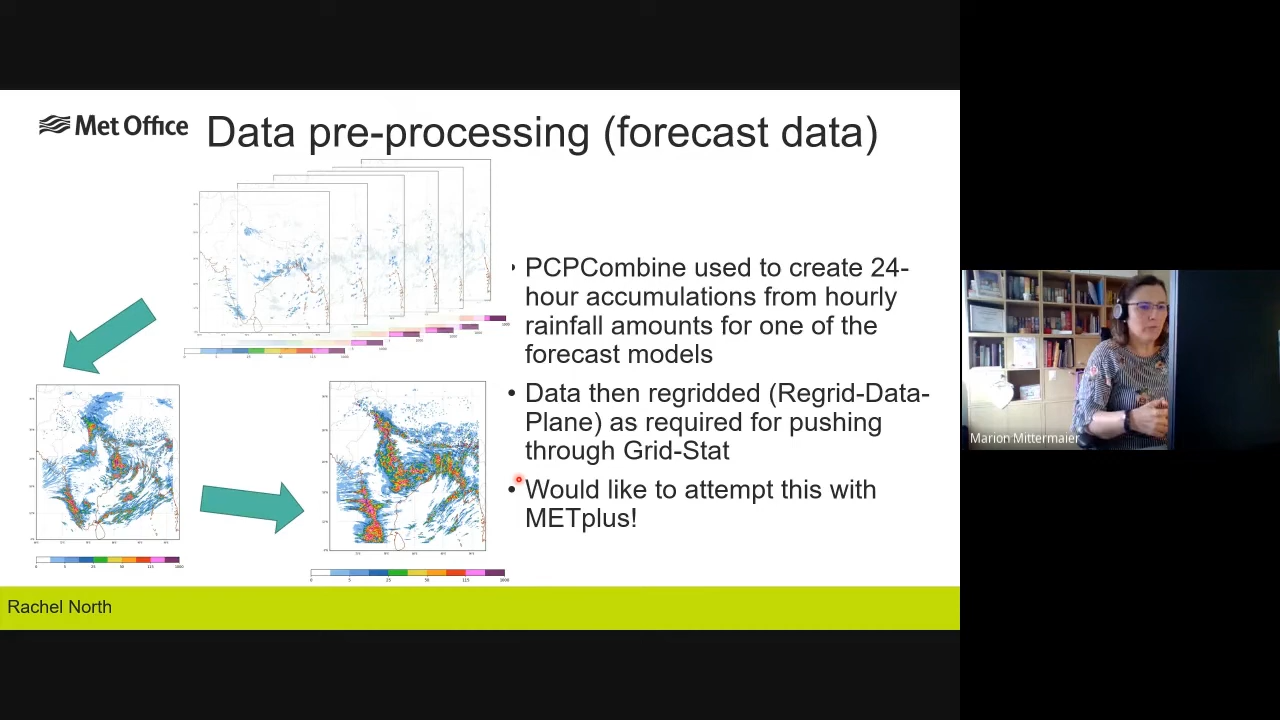 Met Office
Data pre-processing (forecast data)
• PCPCombine used to create 24-
hour accumulations from hourly
rainfall amounts for one of the
forecast models
• Data then regridded (Regrid-Data-
Plane) as required for pushing
through Grid-Stat
• Would like to attempt this with
METplus!
Rachel North
Marion Mittermaier